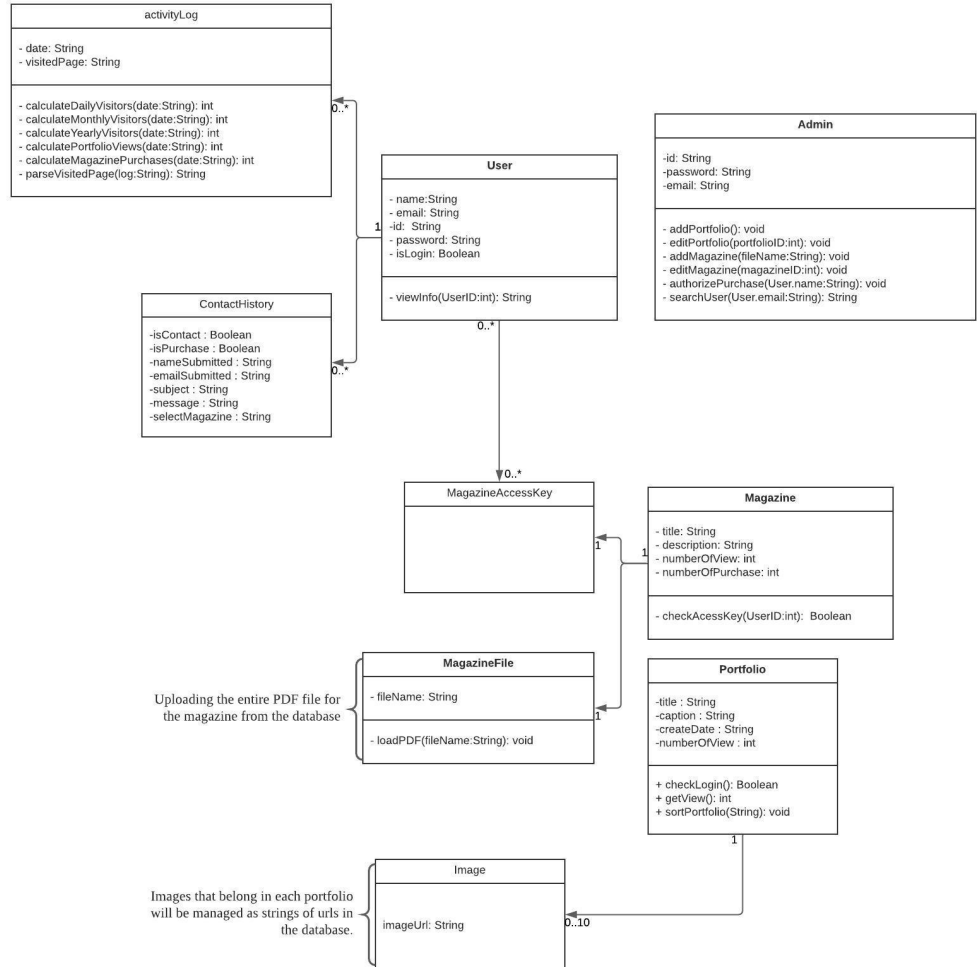 activityLog
- date: String
- visitedPage: String
- calculateDailyVisitors(date:String): int
- calculateMonthlyVisitors(date:String): int
- calculateYearlyVisitors(date:String): int
- calculatePortfolioViews(date:String): int
- calculateMagazinePurchases(date:String): int
- parseVisitedPage(log:String): String
0..*
Admin
-id: String
-password: String
-email: String
- addPortfolio(): void
- editPortfolio(portfolioID:int): void
- addMagazine(fileName:String): void
- editMagazine(magazineID:int): void
- authorizePurchase(User.name:String): void
- searchUser(User.email:String): String
User
- name:String
- email: String
-id:  String
- password: String
- isLogin: Boolean
- viewInfo(UserID:int): String
1
0..*
ContactHistory
-isContact : Boolean
-isPurchase : Boolean
-nameSubmitted : String
-emailSubmitted : String
-subject : String
-message : String
-selectMagazine : String
0..*
0..*
MagazineAccessKey
1
Magazine
- title: String
- description: String
- numberOfView: int
- numberOfPurchase: int
- checkAcessKey(UserID:int):  Boolean
1
Uploading the entire PDF file for
the magazine from the database
MagazineFile
- fileName: String
- loadPDF(fileName:String): void
1
Portfolio
-title : String
-caption : String
-createDate : String
-numberOfView : int
+ checkLogin(): Boolean
+ getView(): int
+ sortPortfolio(String): void
1
Images that belong in each portfolio
will be managed as strings of urls in
the database.
Image
imageUrl: String
0..10